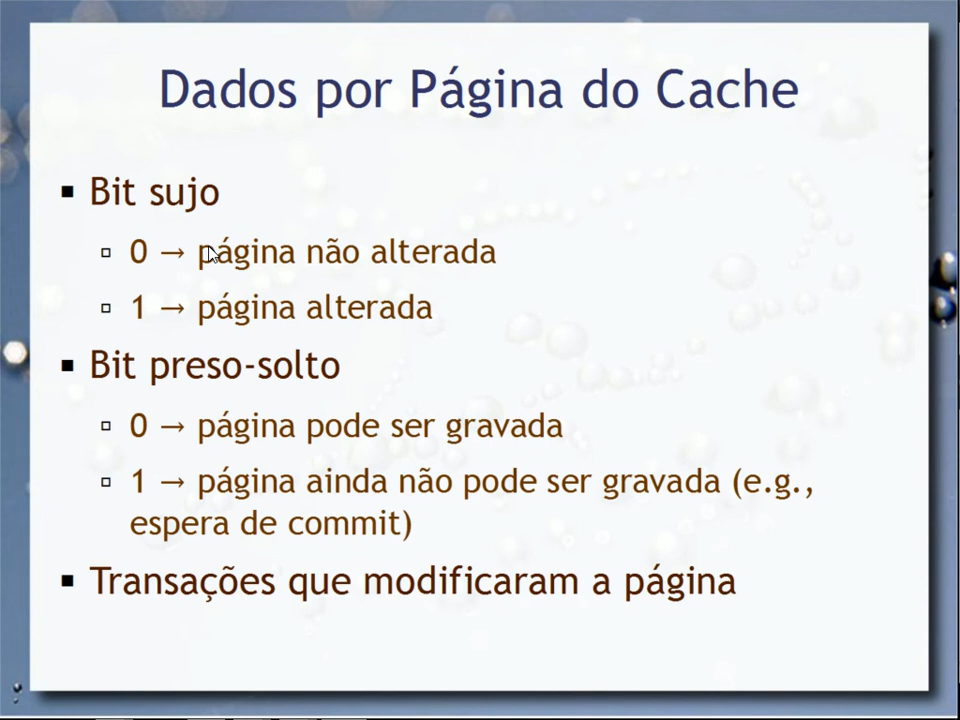 Dados por Página do Cache
▪ Bit sujo
▫ 0 → página não alterada
▫ 1 → página alterada
▪ Bit preso-solto
▫ 0 → página pode ser gravada
▫ 1 → página ainda não pode ser gravada (e.g.,
espera de commit)
▪ Transações que modificaram a página